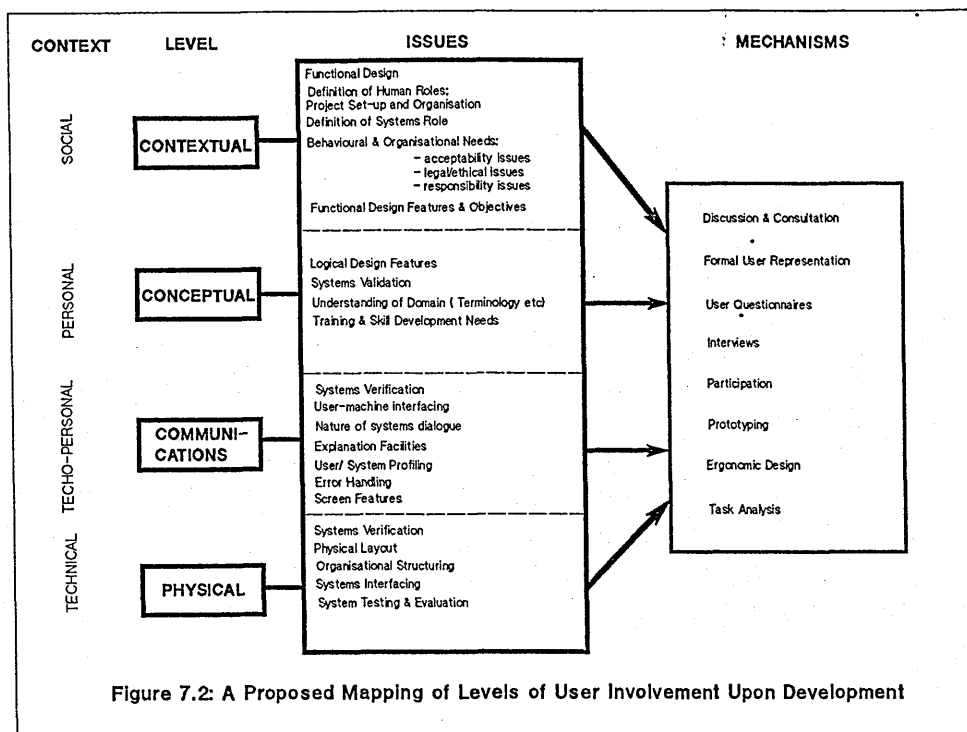 CONTEXT LEVEL ISSUES MECHANISMS
SOCIAL
CONTEXTUAL
Functional Design
Definition of Human Roles:
Project Set-up and Organisation
Definition of Systems Role
Behavioural & Organisational Needs:
- acceptability issues
- legal/ethical issues
- responsibility issues
Functional Design Features & Objectives
PERSONAL
CONCEPTUAL
Logical Design Features
Systems Validation
Understanding of Domain ( Terminology etc)
Training & Skill Development Needs
TECHO-PERSONAL
COMMUNI-
CATIONS
Systems Verification
User-machine interfacing
Nature of systems dialogue
Explanation Facilities
User/ System Profiling
Error Handling
Screen Features
TECHNICAL
PHYSICAL
Systems Verification
Physical Layout
Organisational Structuring
Systems Interfacing
System Testing & Evaluation
Discussion & Consultation
Formal User Representation
User Questionnaires
Interviews
Participation
Prototyping
Ergonomic Design
Task Analysis
Figure 7.2: A Proposed Mapping of Levels of User Involvement Upon Development